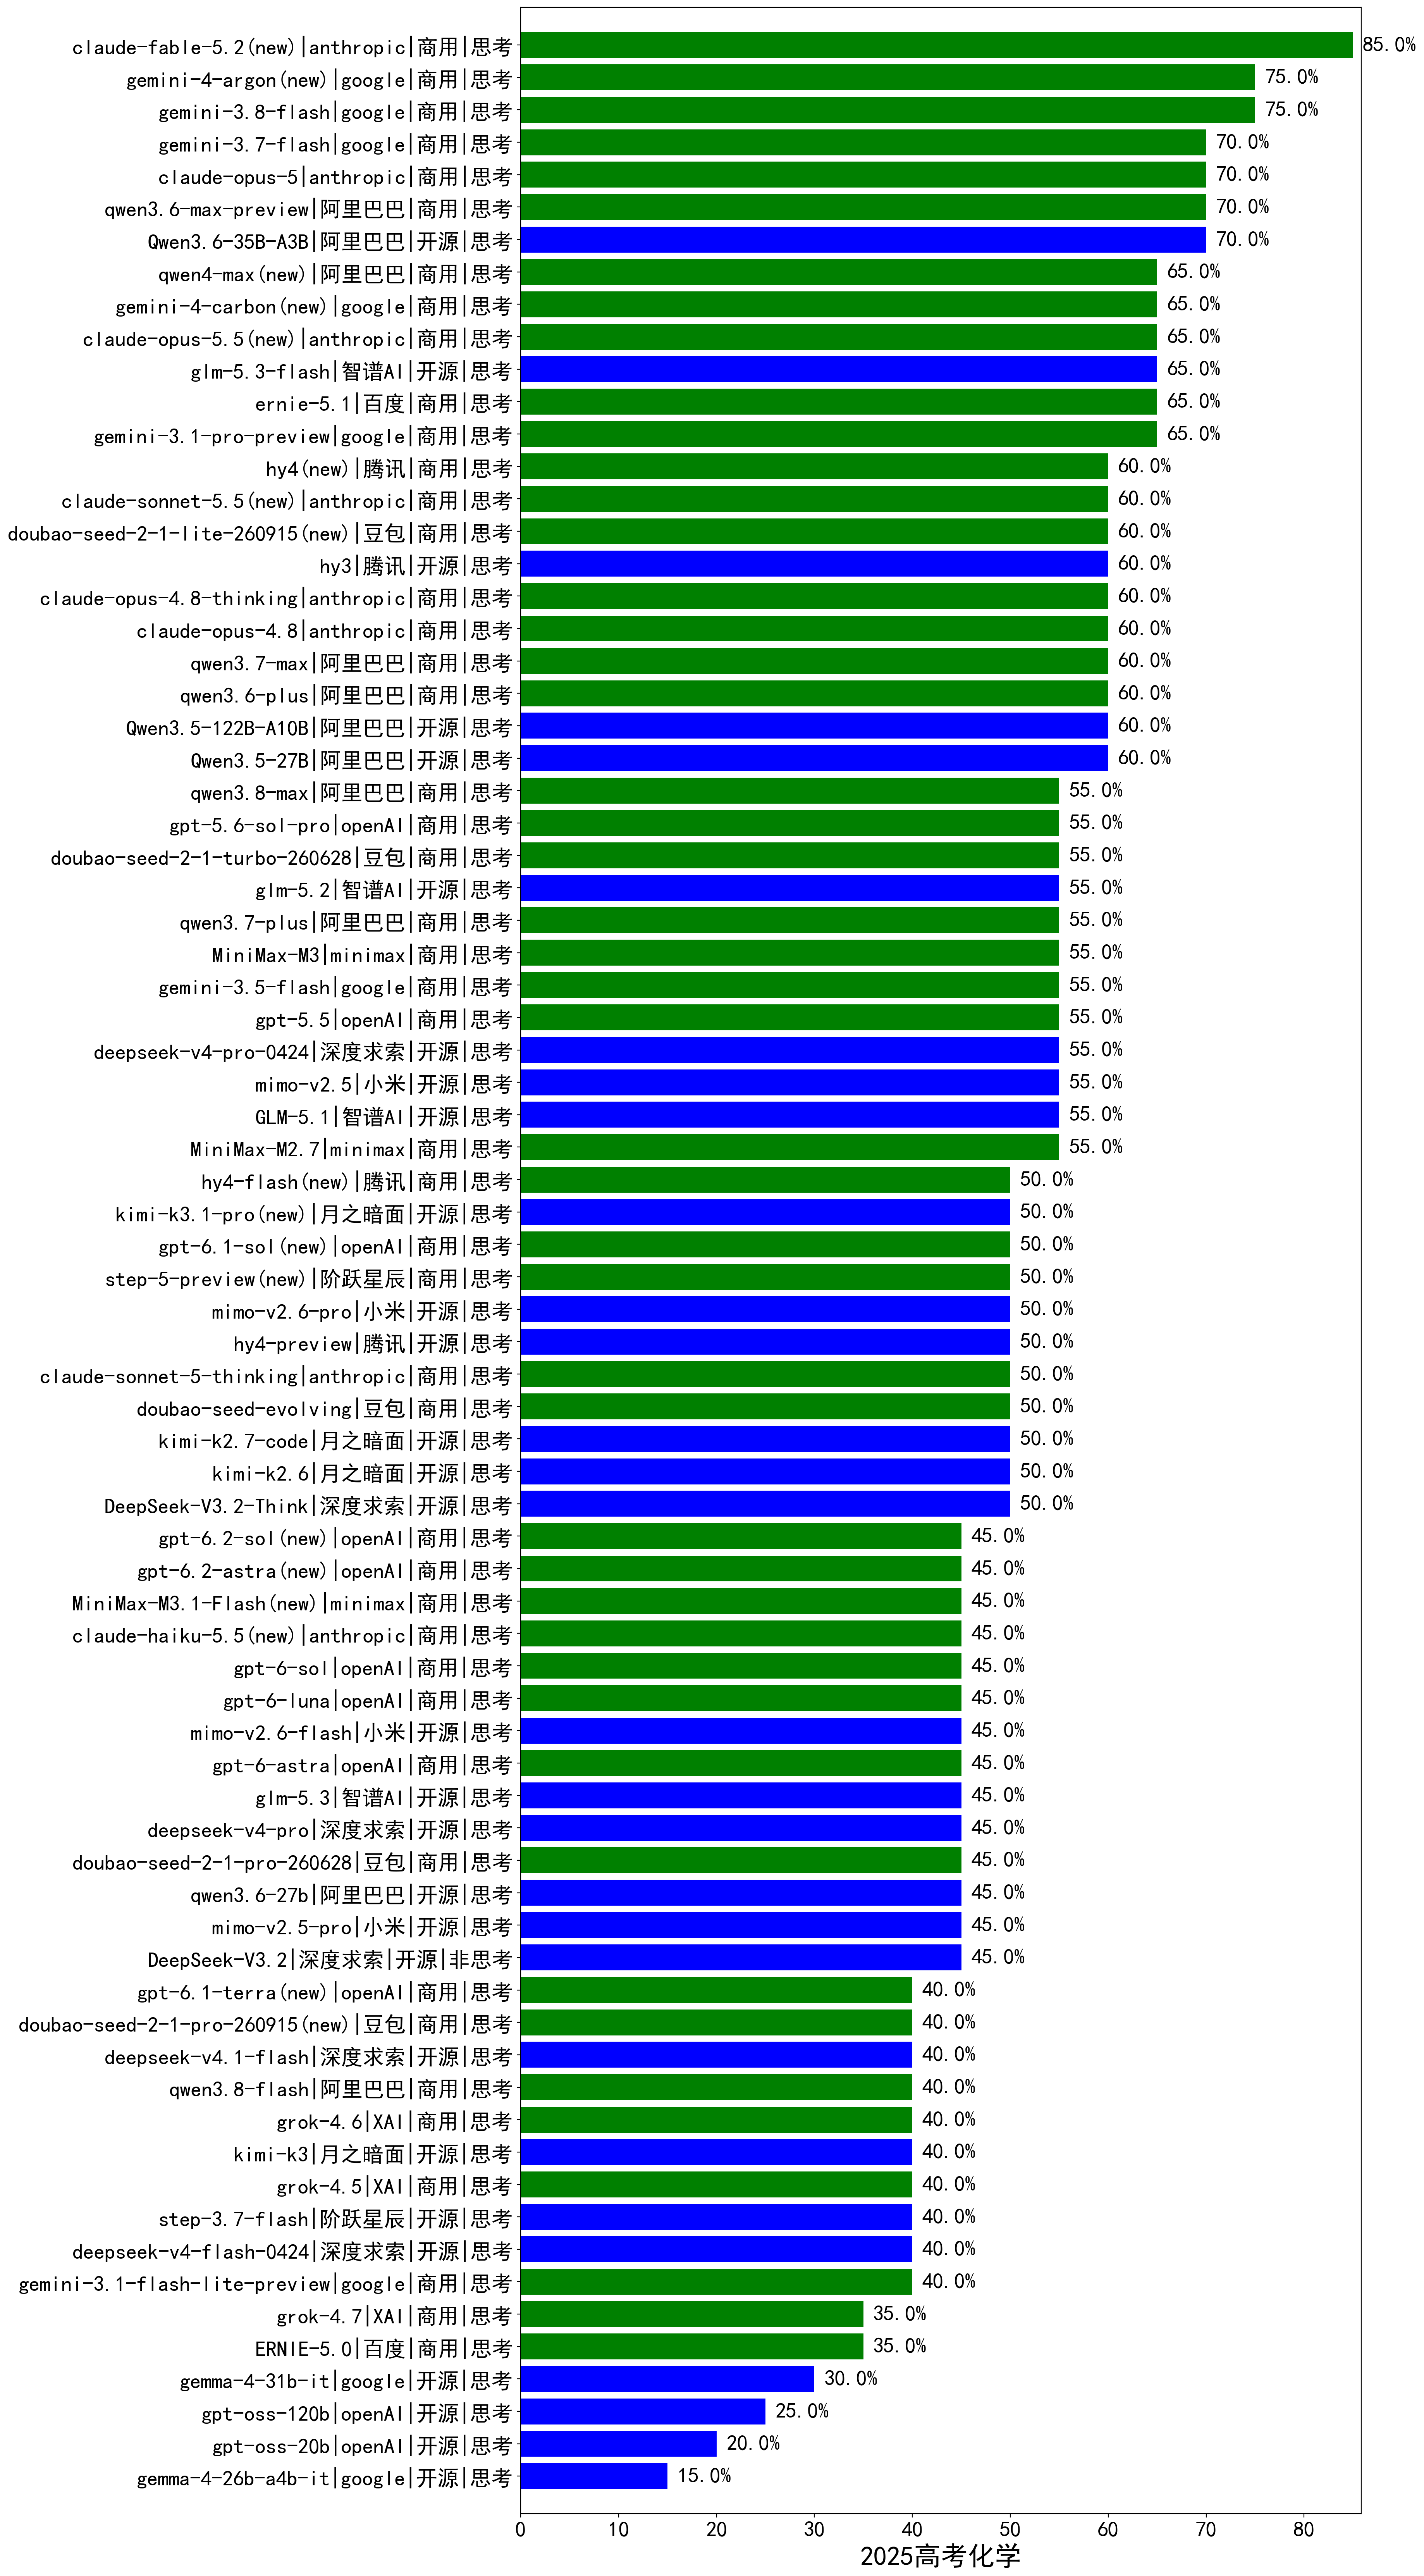 claude-fable-5.2(new)|anthropic|商用|思考 85.0%
gemini-4-argon(new)|google|商用|思考 75.0%
gemini-3.8-flash|google|商用|思考 75.0%
gemini-3.7-flash|google|商用|思考 70.0%
claude-opus-5|anthropic|商用|思考 70.0%
qwen3.6-max-preview|阿里巴巴|商用|思考 70.0%
Qwen3.6-35B-A3B|阿里巴巴|开源|思考 70.0%
qwen4-max(new)|阿里巴巴|商用|思考 65.0%
gemini-4-carbon(new)|google|商用|思考 65.0%
claude-opus-5.5(new)|anthropic|商用|思考 65.0%
glm-5.3-flash|智谱AI|开源|思考 65.0%
ernie-5.1|百度|商用|思考 65.0%
gemini-3.1-pro-preview|google|商用|思考 65.0%
hy4(new)|腾讯|商用|思考 60.0%
claude-sonnet-5.5(new)|anthropic|商用|思考 60.0%
doubao-seed-2-1-lite-260915(new)|豆包|商用|思考 60.0%
hy3|腾讯|开源|思考 60.0%
claude-opus-4.8-thinking|anthropic|商用|思考 60.0%
claude-opus-4.8|anthropic|商用|思考 60.0%
qwen3.7-max|阿里巴巴|商用|思考 60.0%
qwen3.6-plus|阿里巴巴|商用|思考 60.0%
Qwen3.5-122B-A10B|阿里巴巴|开源|思考 60.0%
Qwen3.5-27B|阿里巴巴|开源|思考 60.0%
qwen3.8-max|阿里巴巴|商用|思考 55.0%
gpt-5.6-sol-pro|openAI|商用|思考 55.0%
doubao-seed-2-1-turbo-260628|豆包|商用|思考 55.0%
glm-5.2|智谱AI|开源|思考 55.0%
qwen3.7-plus|阿里巴巴|商用|思考 55.0%
MiniMax-M3|minimax|商用|思考 55.0%
gemini-3.5-flash|google|商用|思考 55.0%
gpt-5.5|openAI|商用|思考 55.0%
deepseek-v4-pro-0424|深度求索|开源|思考 55.0%
mimo-v2.5|小米|开源|思考 55.0%
GLM-5.1|智谱AI|开源|思考 55.0%
MiniMax-M2.7|minimax|商用|思考 55.0%
hy4-flash(new)|腾讯|商用|思考 50.0%
kimi-k3.1-pro(new)|月之暗面|开源|思考 50.0%
gpt-6.1-sol(new)|openAI|商用|思考 50.0%
step-5-preview(new)|阶跃星辰|商用|思考 50.0%
mimo-v2.6-pro|小米|开源|思考 50.0%
hy4-preview|腾讯|开源|思考 50.0%
claude-sonnet-5-thinking|anthropic|商用|思考 50.0%
doubao-seed-evolving|豆包|商用|思考 50.0%
kimi-k2.7-code|月之暗面|开源|思考 50.0%
kimi-k2.6|月之暗面|开源|思考 50.0%
DeepSeek-V3.2-Think|深度求索|开源|思考 50.0%
gpt-6.2-sol(new)|openAI|商用|思考 45.0%
gpt-6.2-astra(new)|openAI|商用|思考 45.0%
MiniMax-M3.1-Flash(new)|minimax|商用|思考 45.0%
claude-haiku-5.5(new)|anthropic|商用|思考 45.0%
gpt-6-sol|openAI|商用|思考 45.0%
gpt-6-luna|openAI|商用|思考 45.0%
mimo-v2.6-flash|小米|开源|思考 45.0%
gpt-6-astra|openAI|商用|思考 45.0%
glm-5.3|智谱AI|开源|思考 45.0%
deepseek-v4-pro|深度求索|开源|思考 45.0%
doubao-seed-2-1-pro-260628|豆包|商用|思考 45.0%
qwen3.6-27b|阿里巴巴|开源|思考 45.0%
mimo-v2.5-pro|小米|开源|思考 45.0%
DeepSeek-V3.2|深度求索|开源|非思考 45.0%
gpt-6.1-terra(new)|openAI|商用|思考 40.0%
doubao-seed-2-1-pro-260915(new)|豆包|商用|思考 40.0%
deepseek-v4.1-flash|深度求索|开源|思考 40.0%
qwen3.8-flash|阿里巴巴|商用|思考 40.0%
grok-4.6|XAI|商用|思考 40.0%
kimi-k3|月之暗面|开源|思考 40.0%
grok-4.5|XAI|商用|思考 40.0%
step-3.7-flash|阶跃星辰|开源|思考 40.0%
deepseek-v4-flash-0424|深度求索|开源|思考 40.0%
gemini-3.1-flash-lite-preview|google|商用|思考 40.0%
grok-4.7|XAI|商用|思考 35.0%
ERNIE-5.0|百度|商用|思考 35.0%
gemma-4-31b-it|google|开源|思考 30.0%
gpt-oss-120b|openAI|开源|思考 25.0%
gpt-oss-20b|openAI|开源|思考 20.0%
gemma-4-26b-a4b-it|google|开源|思考 15.0%
0 10 20 30 40 50 60 70 80
2025高考化学